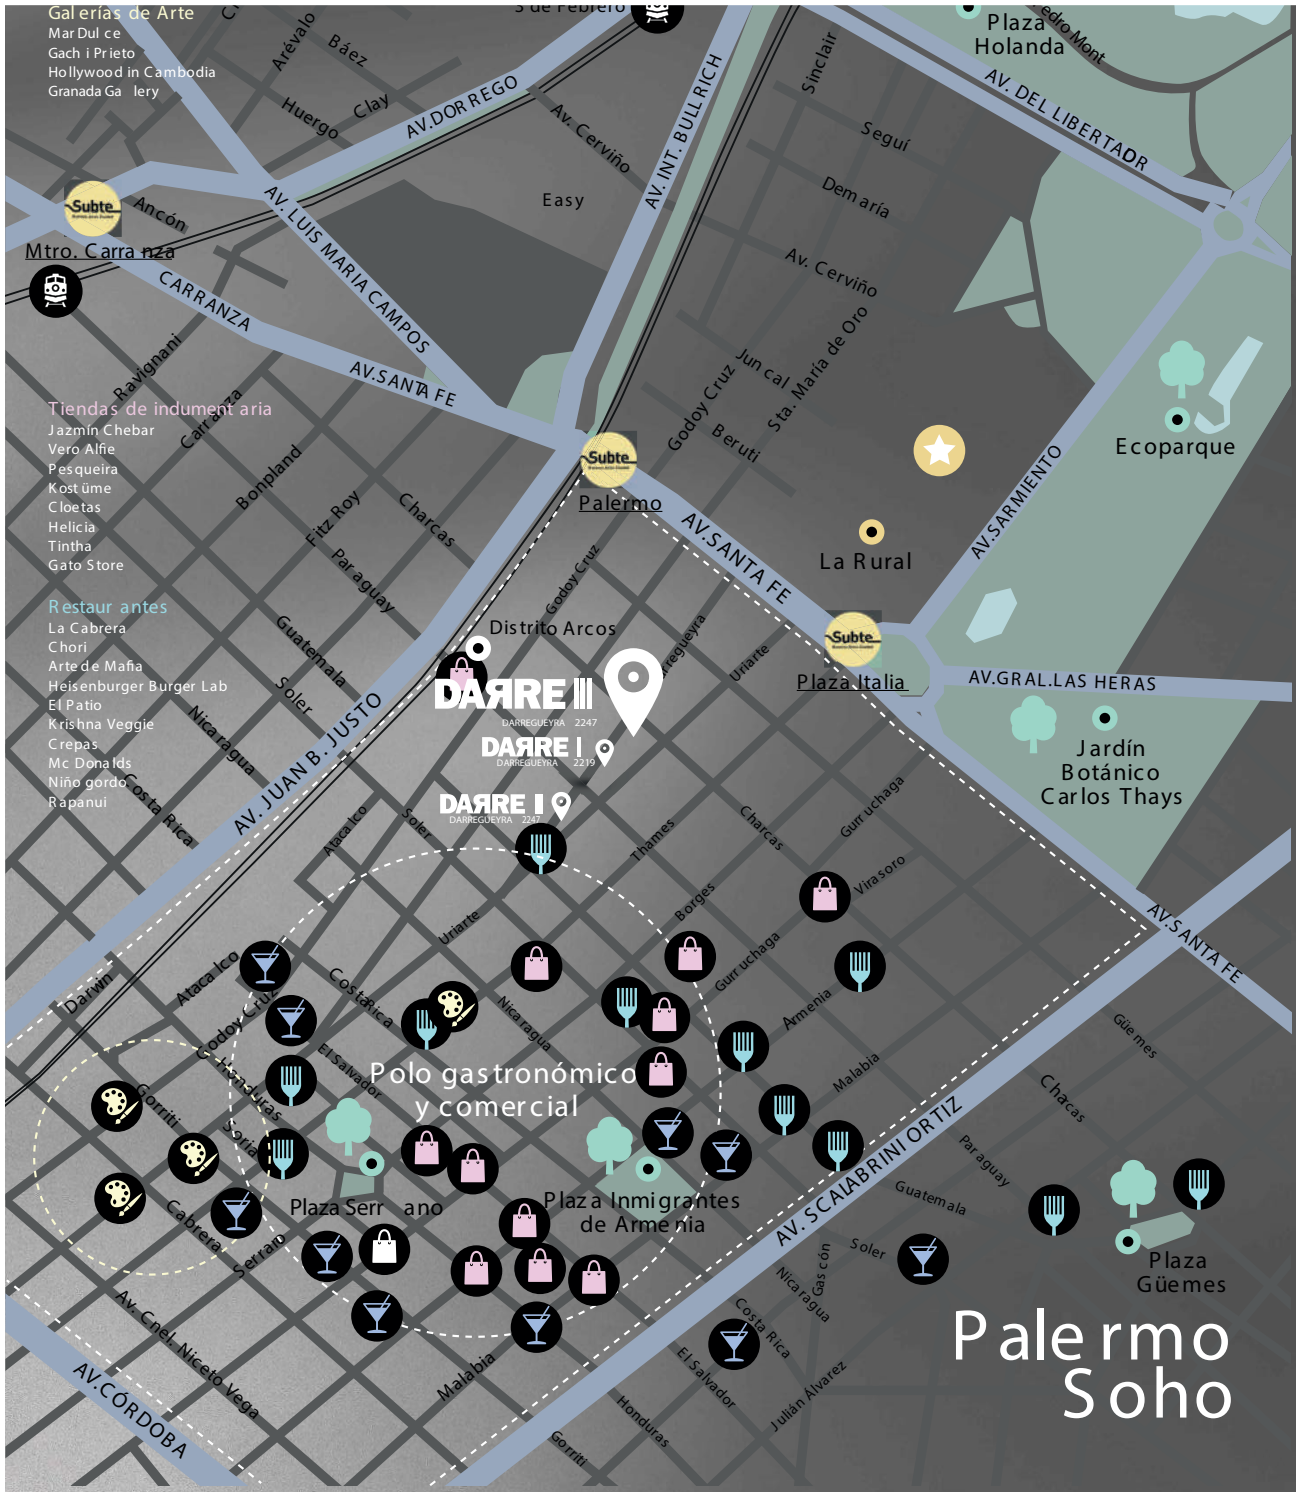 Galerías de Arte
Mar Dulce
Gachi Prieto
Hollywood in Cambodia
Granada Ga lery
Arévalo
Báez
Huergo
Clay
AV.DORREGO
3 de Febrero
Av. Cerviño
Easy
AV. INT. BULLRICH
Sinclair
Seguí
Demaría
Av. Cerviño
Plaza
Holanda
edro Mont
AV. DEL LIBERTADR
Subte
Ancón
Mtro. Carranza
CARRANZA
AV. LUIS MARIA CAMPOS
AV.SANTA FE
Ravignani
Carranza
Bonpland
Fitz Roy
Charcas
Paraguay
Guatemala
Soler
Nicaragua
Costa Rica
Tiendas de indumentaria
Jazmín Chebar
Vero Alfie
Pesqueira
Kostüme
Cloetas
Helicia
Tintha
Gato Store
Restaurantes
La Cabrera
Chori
Arte de Mafia
Heisenburger Burger Lab
El Patio
Krishna Veggie
Crepas
Mc Donalds
Niño gordo
Rapanui
Juncal
Sta. María de Oro
Godoy Cruz
Beruti
Subte
Palermo
AV.SANTA FE
La Rural
AV.SARMIENTO
Ecoparque
Subte
Plaza Italia
AV.GRAL.LAS HERAS
Jardín
Botánico
Carlos Thays
Godoy Cruz
Distrito Arcos
rregueyra
Uriarte
DARRE III
DARREGUEYRA 2247
DARRE I
DARREGUEYRA 2219
DARRE II
DARREGUEYRA 2247
AV. JUAN B. JUSTO
Atacalco
Soler
Thames
Charcas
Gurruchaga
Virasoro
Borges
Uriarte
Gurruchaga
Armenia
Malabia
AV.SANTA FE
Güemes
Chacas
Paraguay
Guatemala
Darwin
Atacalco
Godoy Cruz
Costa Rica
Nicaragua
El Salvador
Honduras
Gorriti
Soria
Cabrera
Serrano
Polo gastronómico
y comercial
Plaza Serrano
Plaza Inmigrantes
de Armenia
AV. SCALABRINI ORTIZ
Soler
Gascón
Nicaragua
Costa Rica
El Salvador
Julián Álvarez
Honduras
Gorriti
Malabia
Av. Cnel. Niceto Vega
AV.CÓRDOBA
Plaza
Güemes
Palermo
Soho